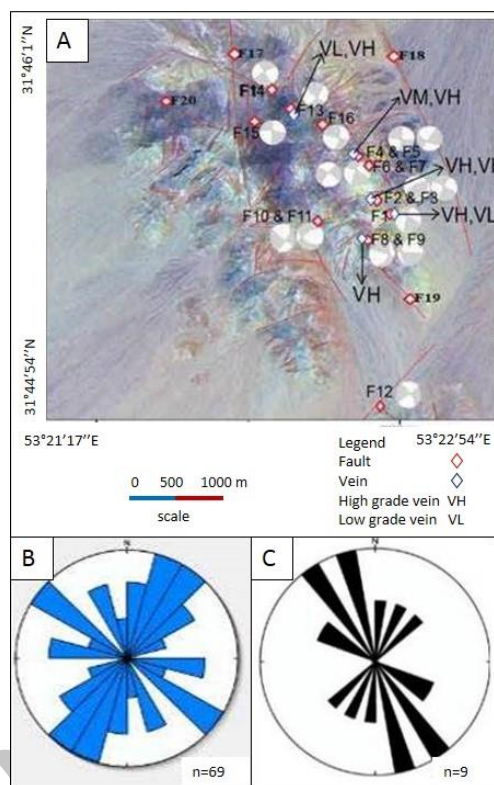 A
31°46'1''N
F17
VL,VH
F18
F14
VM,VH
F20
F13
F15
F16
F4 & F5
F6 & F7
F2 & F3
F10 & F11
F1
VH,VL
F8 & F9
VH
F19
31°44'54''N
F12
53°21'17''E
53°22'54''E
Legend
Fault
Vein
High grade vein VH
Low grade vein VL
0 500 1000 m
scale
B
N
n=69
C
N
n=9